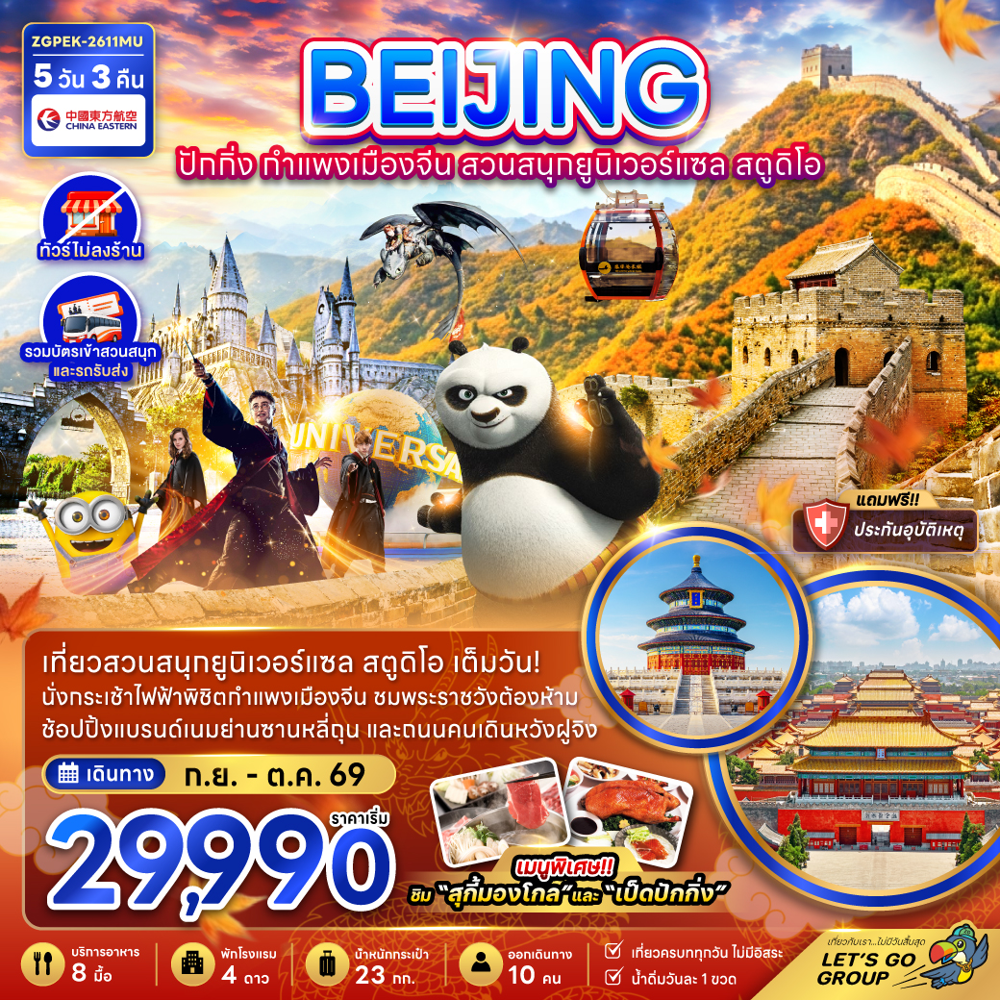 ZGPEK-2611MU
5 วัน 3 คืน
中國東方航空
CHINA EASTERN
BEIJING
ปักกิ่ง กำแพงเมืองจีน สวนสนุกยูนิเวอร์แซล สตูดิโอ
ทัวร์ไม่ลงร้าน
รวมบัตรเข้าสวนสนุก
และรถรับส่ง
UNIVERSA
แถมฟรี!!
ประกันอุบัติเหตุ
เที่ยวสวนสนุกยูนิเวอร์แซล สตูดิโอ เต็มวัน!
นั่งกระเช้าไฟฟ้าพิชิตกำแพงเมืองจีน ชมพระราชวังต้องห้าม
ช้อปปิ้งแบรนด์เนมย่านซานหลี่ถุน และถนนคนเดินหวังฝูจิง
เดินทาง ก.ย. - ต.ค. 69
ราคาเริ่ม
29,990
เมนูพิเศษ!!
ชิม “สุกี้มองโกล” และ “เป็ดปักกิ่ง”
บริการอาหาร
8 มื้อ
พักโรงแรม
4 ดาว
น้ำหนักกระเป๋า
23 กก.
ออกเดินทาง
10 คน
เที่ยวครบททุกวัน ไม่มีอิสระ
น้ำดื่มวันละ 1 ขวด
เที่ยวกับเรา...ไม่มีวันสิ้นสุด
LET'S GO
GROUP